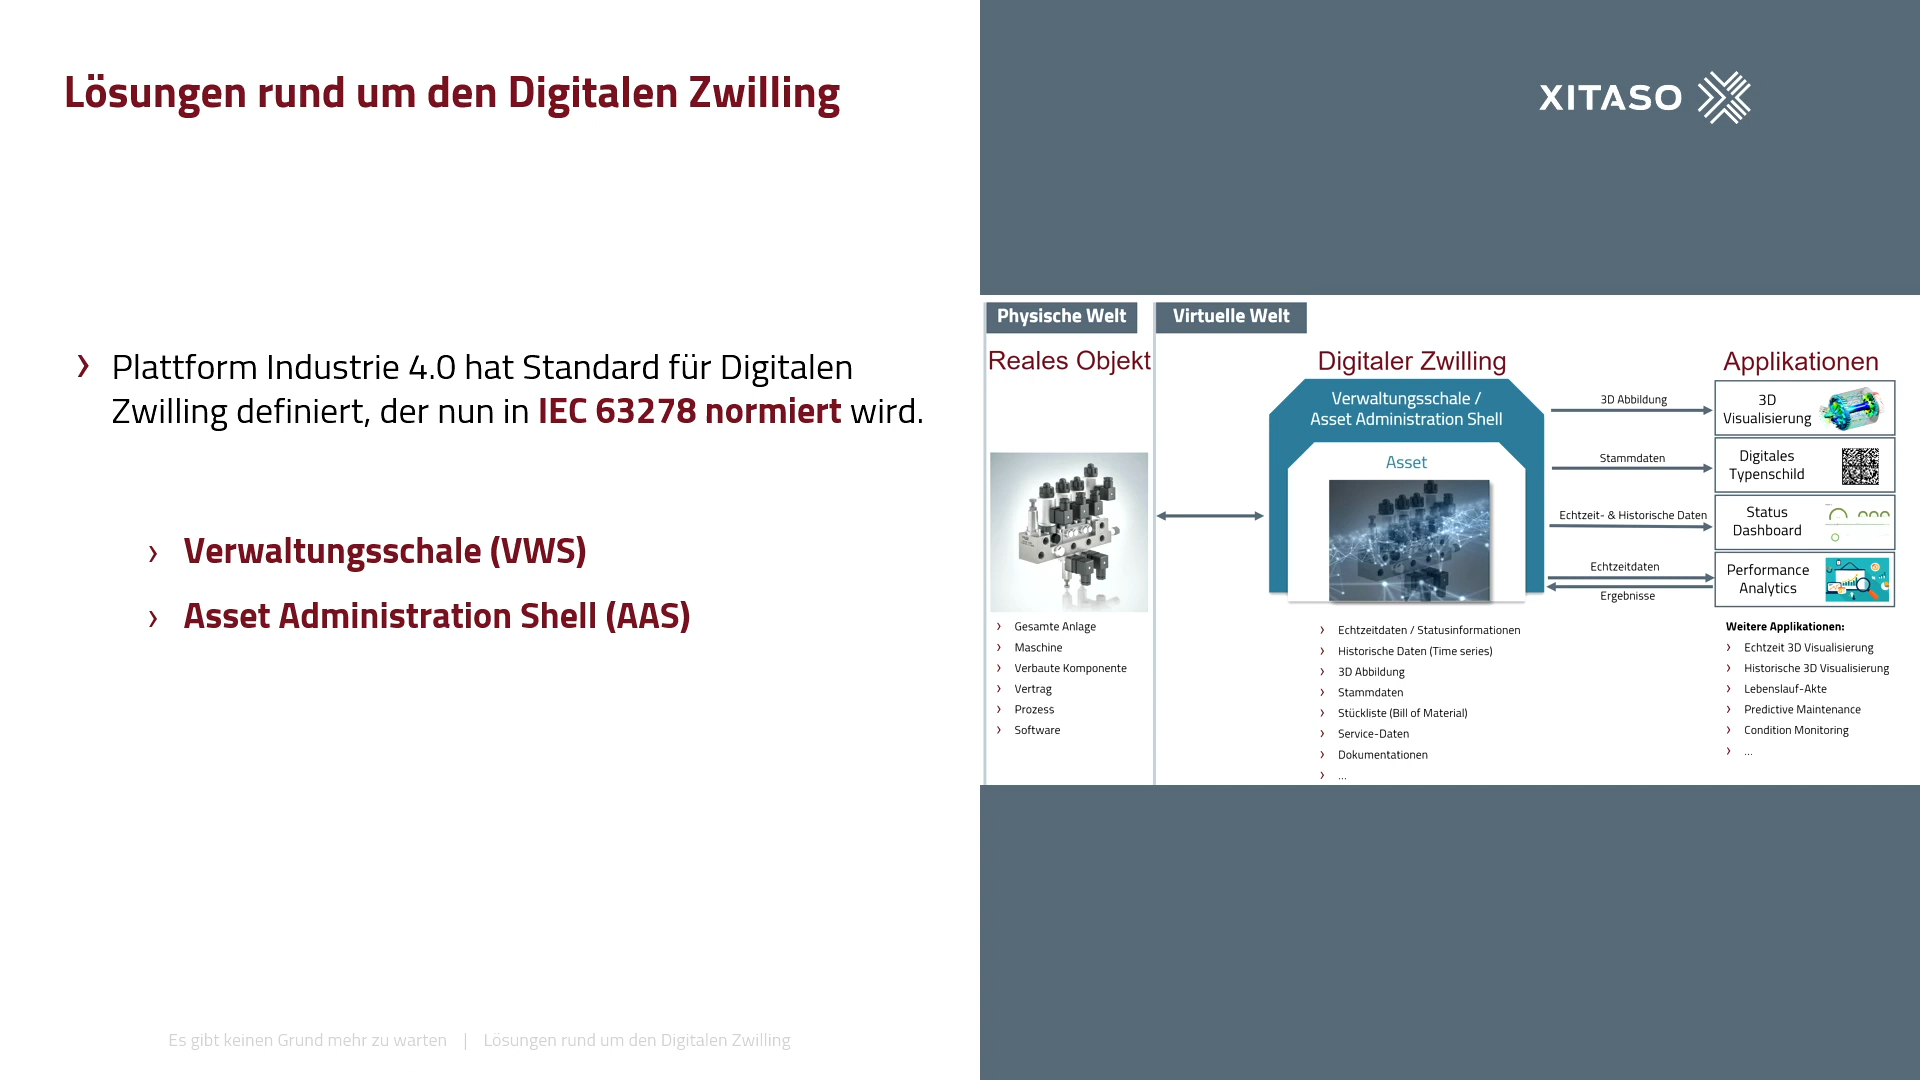 Lösungen rund um den Digitalen Zwilling
XITASO
› Plattform Industrie 4.0 hat Standard für Digitalen
Zwilling definiert, der nun in IEC 63278 normiert wird.
› Verwaltungsschale (VWS)
› Asset Administration Shell (AAS)
Physische Welt
Reales Objekt
› Gesamte Anlage
› Maschine
› Verbaute Komponente
› Vertrag
› Prozess
› Software
Virtuelle Welt
Digitaler Zwilling
Verwaltungsschale /
Asset Administration Shell
Asset
› Echtzeitdaten / Statusinformationen
› Historische Daten (Time series)
› 3D Abbildung
› Stammdaten
› Stückliste (Bill of Material)
› Service-Daten
› Dokumentationen
› ...
3D Abbildung
Stammdaten
Echtzeit- & Historische Daten
Echtzeitdaten
Ergebnisse
Applikationen
3D
Visualisierung
Digitales
Typenschild
Status
Dashboard
Performance
Analytics
Weitere Applikationen:
› Echtzeit 3D Visualisierung
› Historische 3D Visualisierung
› Lebenslauf-Akte
› Predictive Maintenance
› Condition Monitoring
› ...
Es gibt keinen Grund mehr zu warten | Lösungen rund um den Digitalen Zwilling